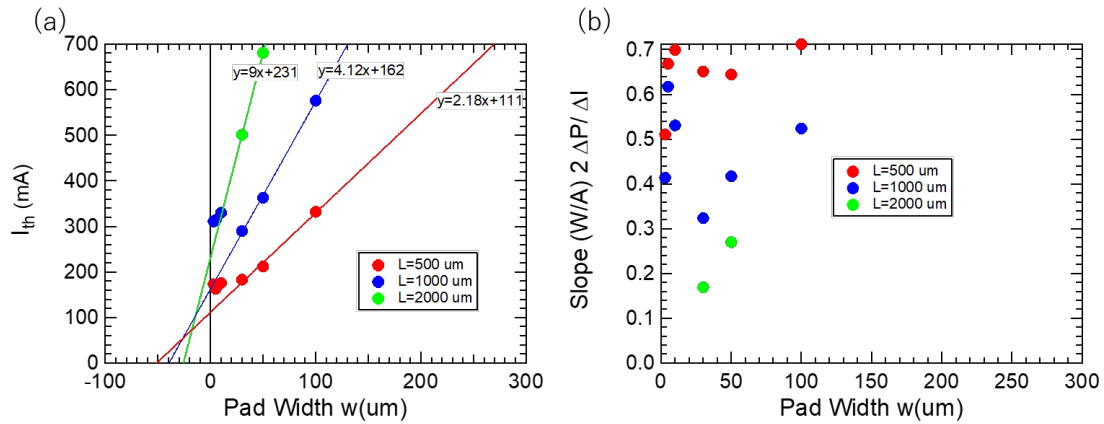 (a)
700
600
500
400
300
200
100
0
I_th (mA)
y=9x+231
y=4.12x+162
y=2.18x+111
L=500 um
L=1000 um
L=2000 um
-100 0 100 200 300
Pad Width w(um)
(b)
0.7
0.6
0.5
0.4
0.3
0.2
0.1
0.0
Slope (W/A) 2 ΔP/ ΔI
L=500 um
L=1000 um
L=2000 um
0 50 100 150 200 250 300
Pad Width w(um)